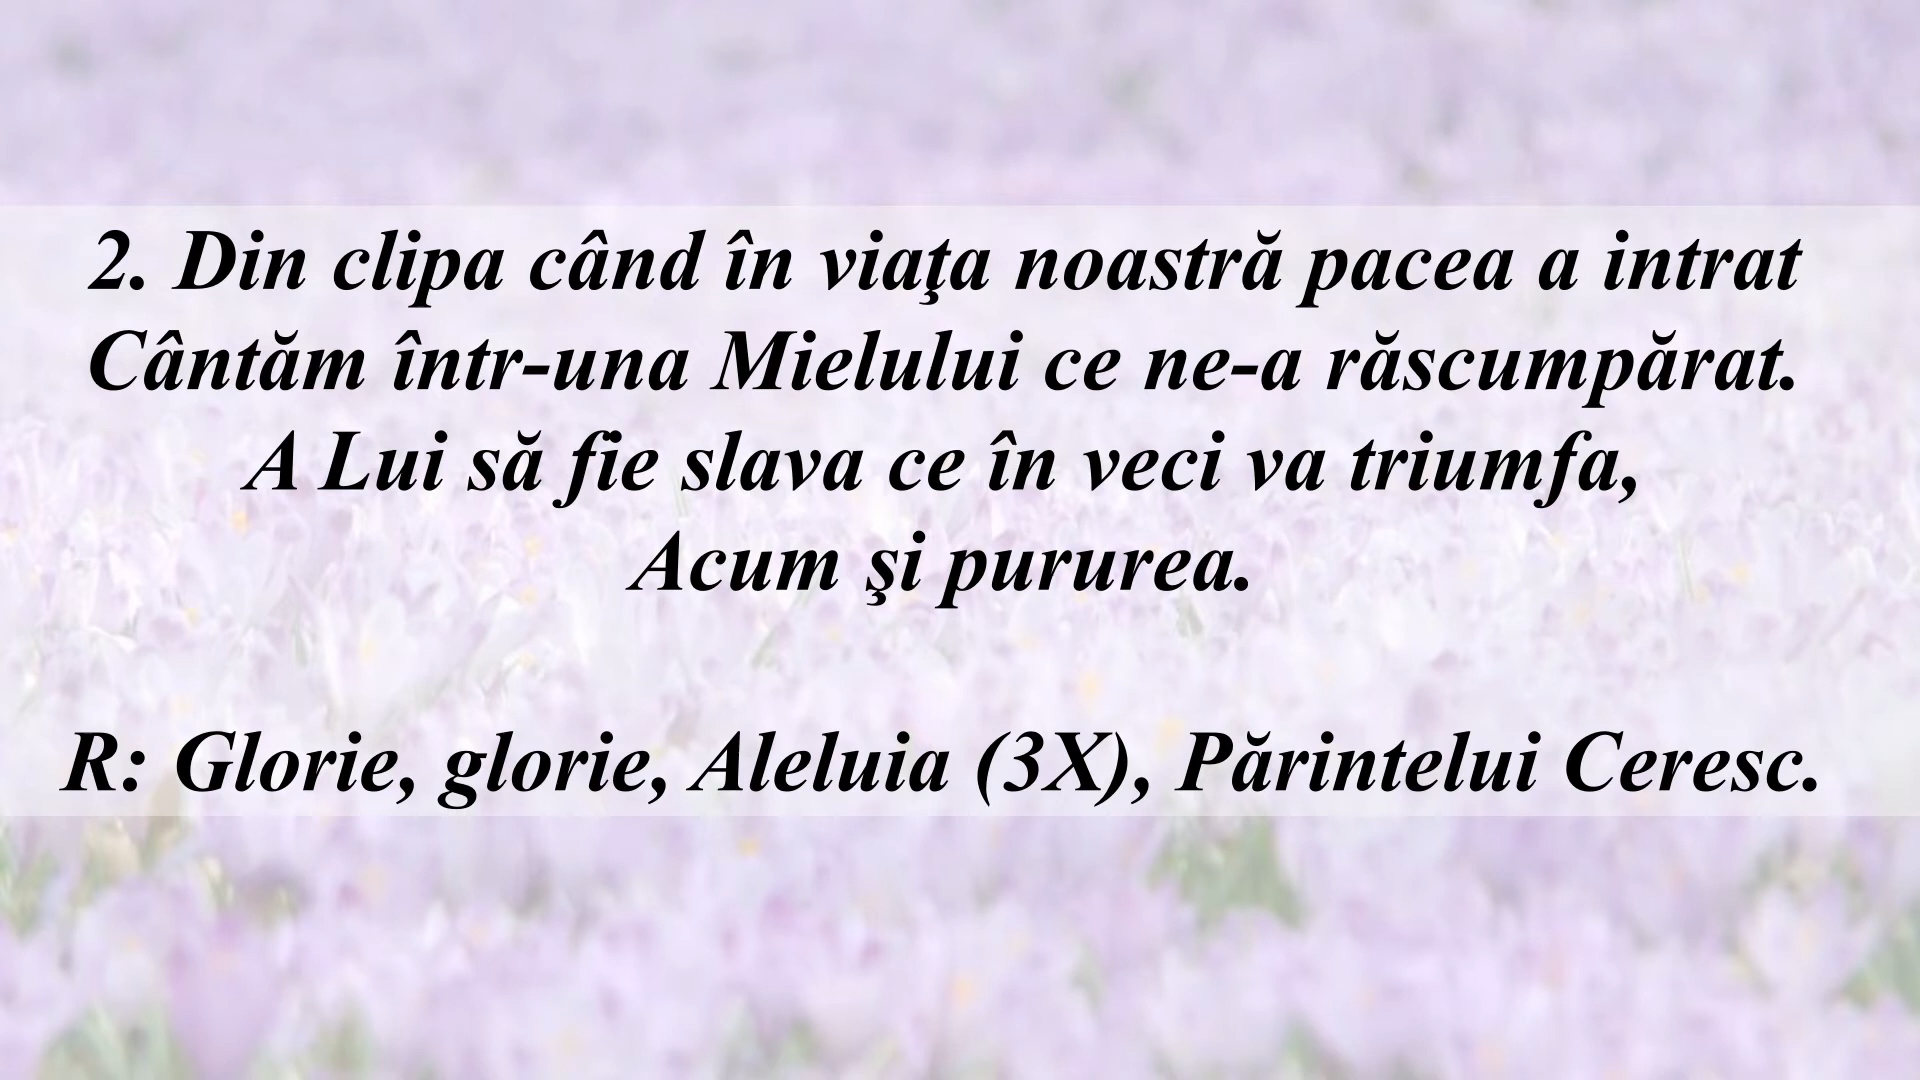 2. Din clipa când în viaţa noastră pacea a intrat
Cântăm într-una Mielului ce ne-a răscumpărat.
A Lui să fie slava ce în veci va triumfa,
Acum şi pururea.
R: Glorie, glorie, Aleluia (3X), Părintelui Ceresc.